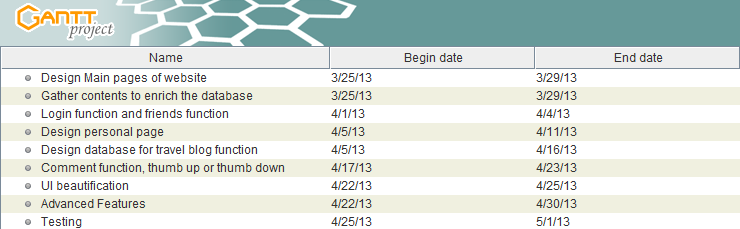 GANTT
project
Name Begin date End date
Design Main pages of website 3/25/13 3/29/13
Gather contents to enrich the database 3/25/13 3/29/13
Login function and friends function 4/1/13 4/4/13
Design personal page 4/5/13 4/11/13
Design database for travel blog function 4/5/13 4/16/13
Comment function, thumb up or thumb down 4/17/13 4/23/13
UI beautification 4/22/13 4/25/13
Advanced Features 4/22/13 4/30/13
Testing 4/25/13 5/1/13